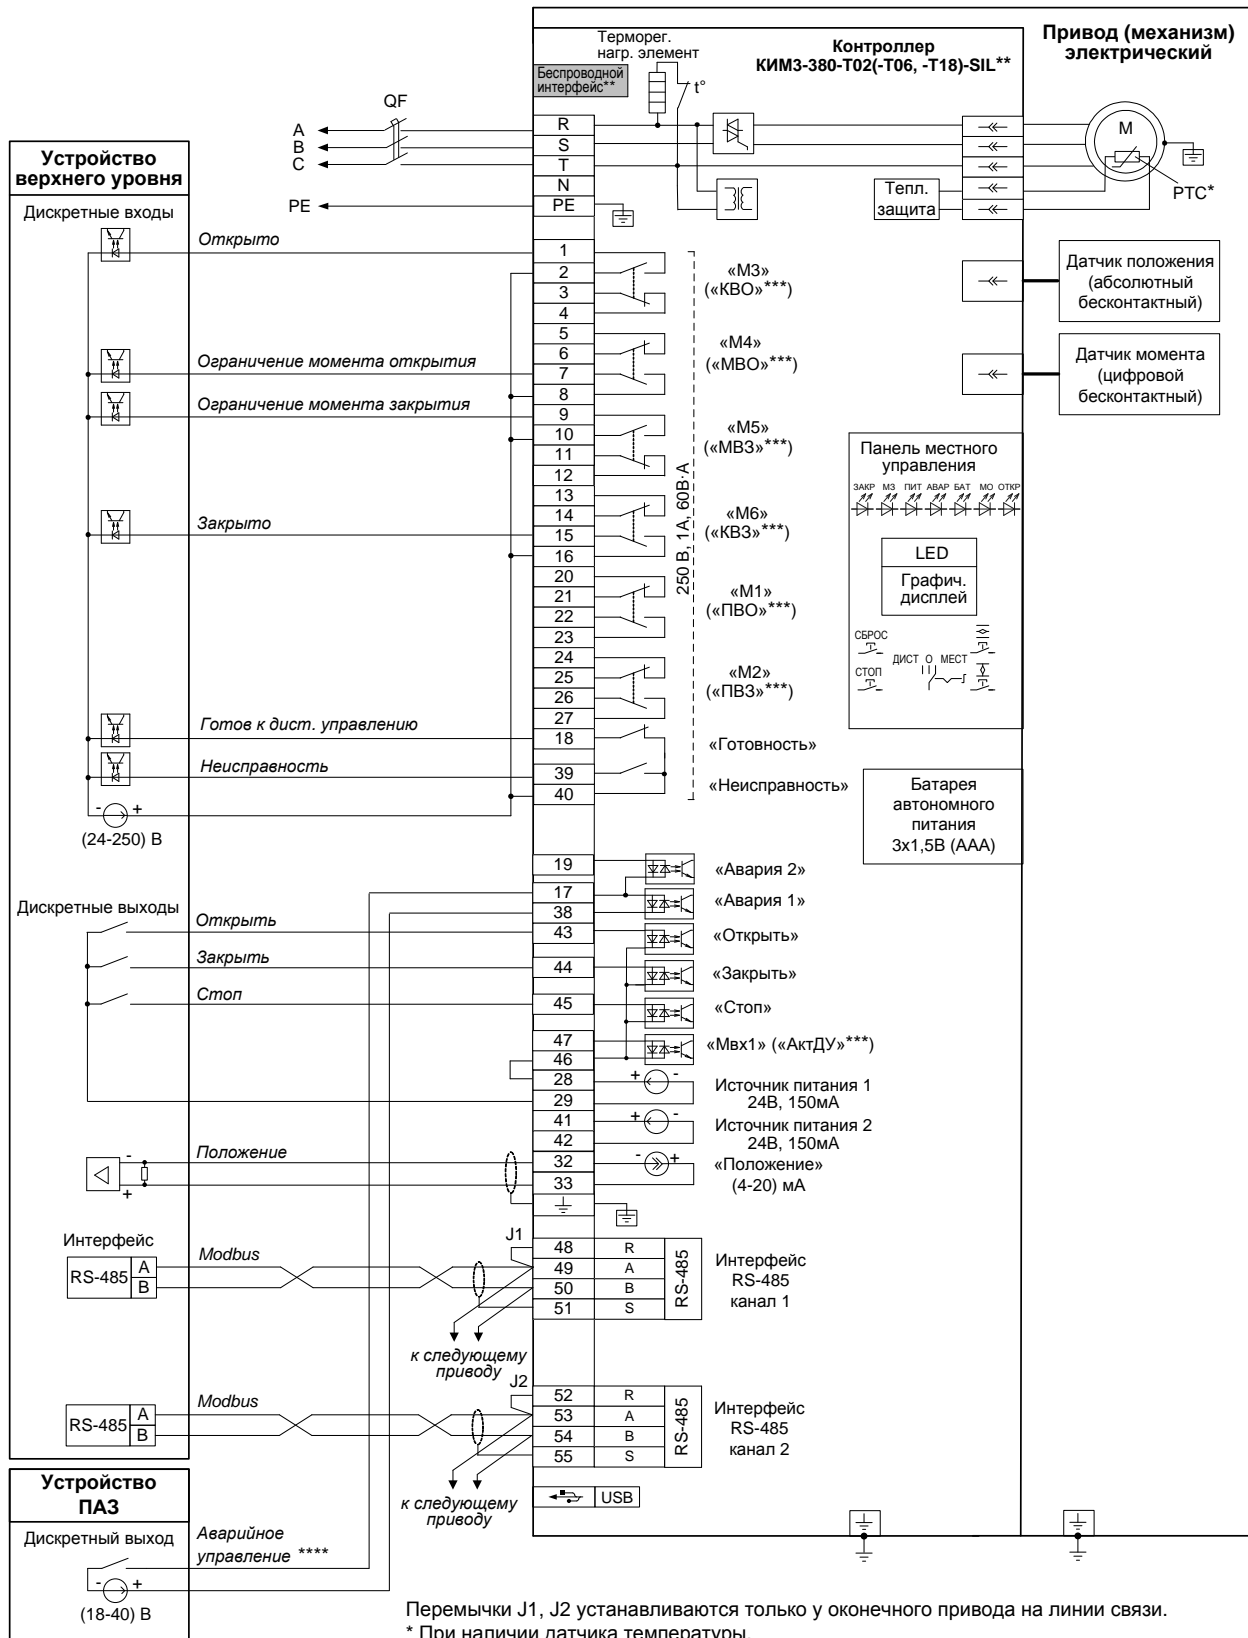 Привод (механизм)
электрический
Контроллер
КИМ3-380-Т02(-Т06, -Т18)-SIL**
Терморег.
нагр. элемент
t°
Беспроводной
интерфейс**
QF
A
B
C
PE
R
S
T
N
PE
M
PTC*
Тепл.
защита
Устройство
верхнего уровня
Дискретные входы
Открыто
1
2
3
4
«М3»
(«КВО»***)
Датчик положения
(абсолютный
бесконтактный)
5
6
7
8
Ограничение момента открытия
«М4»
(«МВО»***)
Датчик момента
(цифровой
бесконтактный)
Ограничение момента закрытия
9
10
11
12
«М5»
(«МВЗ»***)
Закрыто
13
14
15
16
«М6»
(«КВЗ»***)
250 В, 1А, 60В·А
20
21
22
23
«М1»
(«ПВО»***)
24
25
26
27
«М2»
(«ПВЗ»***)
Панель местного
управления
ЗАКР МЗ ПИТ АВАР БАТ МО ОТКР
LED
Графич.
дисплей
СБРОС
ДИСТ О МЕСТ
СТОП
Готов к дист. управлению
18
«Готовность»
Неисправность
39
40
«Неисправность»
- +
(24-250) В
Батарея
автономного
питания
3х1,5В (ААА)
19
«Авария 2»
17
38
«Авария 1»
Дискретные выходы
Открыть
43
«Открыть»
Закрыть
44
«Закрыть»
Стоп
45
«Стоп»
47
46
«Мвх1» («АктДУ»***)
28
29
+ -
Источник питания 1
24В, 150мА
41
42
+ -
Источник питания 2
24В, 150мА
Положение
-
+
32
33
- +
«Положение»
(4-20) мА
Интерфейс
RS-485
A
B
Modbus
J1
48 R
49 A
50 B
51 S
RS-485
Интерфейс
RS-485
канал 1
к следующему
приводу
RS-485
A
B
Modbus
J2
52 R
53 A
54 B
55 S
RS-485
Интерфейс
RS-485
канал 2
к следующему
приводу
USB
Устройство
ПАЗ
Дискретный выход
Аварийное
управление ****
- +
(18-40) В
Перемычки J1, J2 устанавливаются только у оконечного привода на линии связи.
* При наличии датчика температуры.